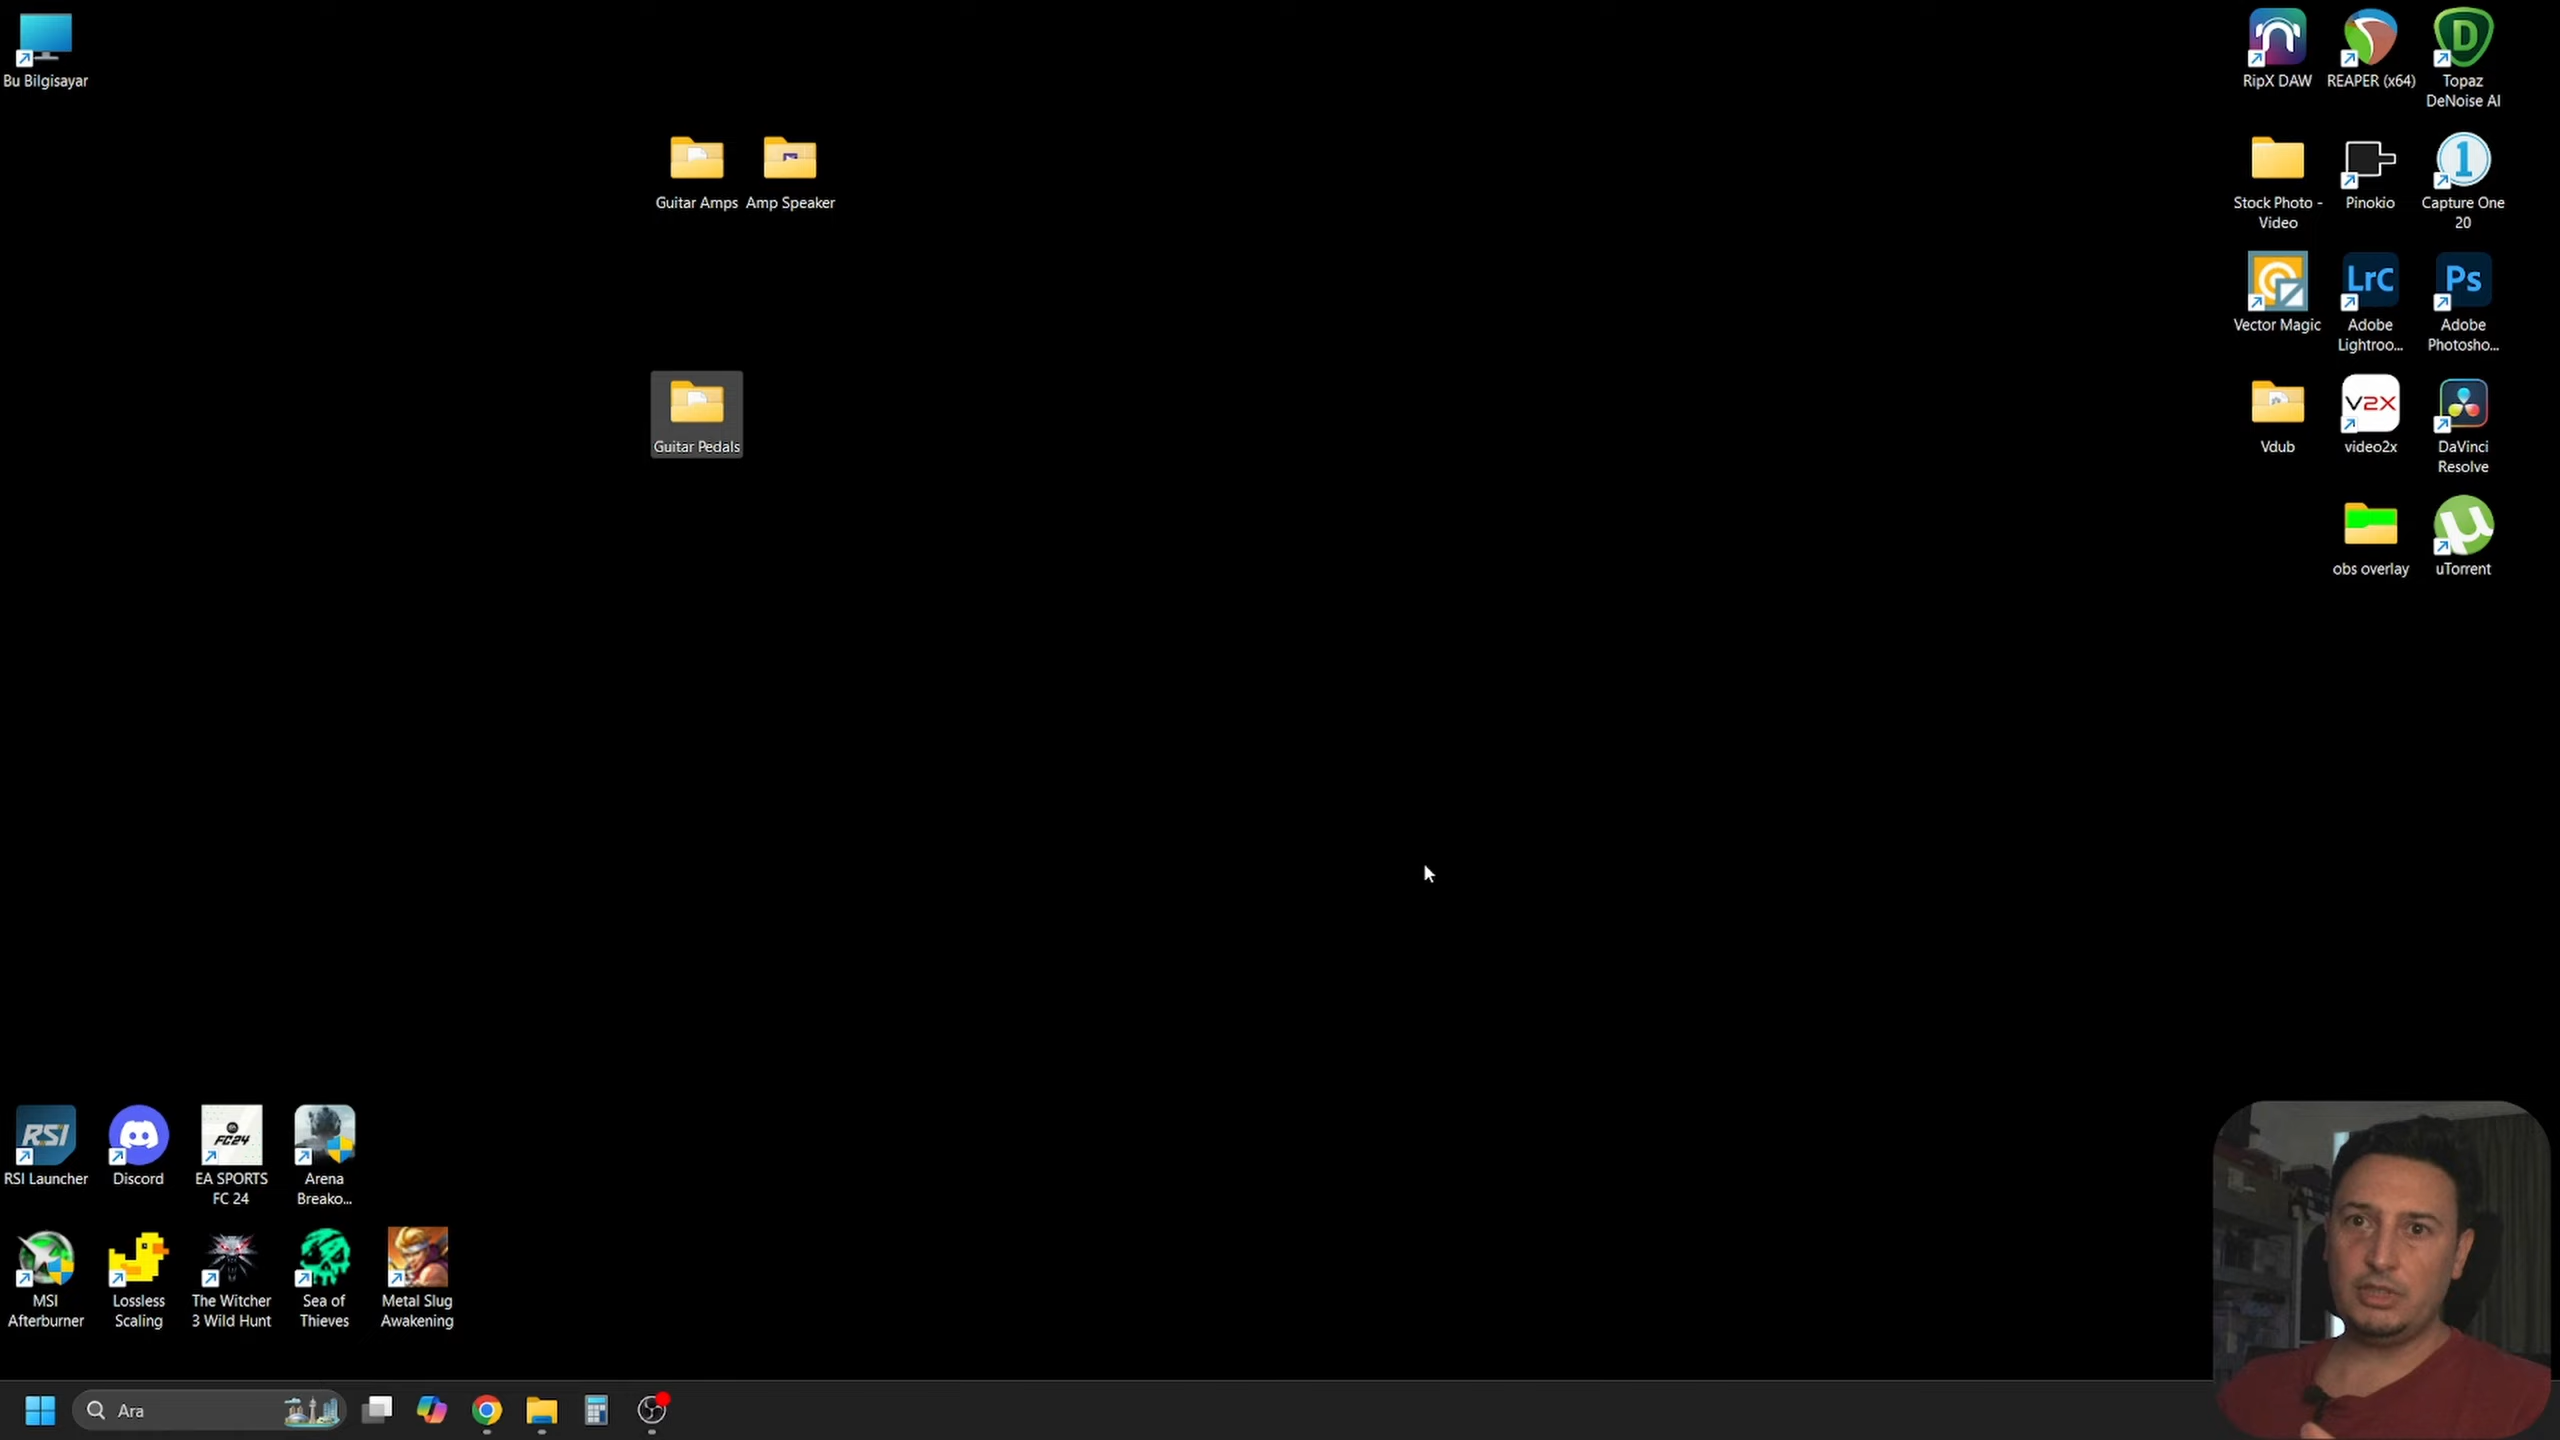 Bu Bilgisayar
RipX DAW
REAPER (x64)
Topaz
DeNoise AI
Guitar Amps
Amp Speaker
Stock Photo -
Video
Pinokio
1
Capture One
20
Vector Magic
LrC
Adobe
Lightroo...
Ps
Adobe
Photosho...
Guitar Pedals
Vdub
V2X
video2x
DaVinci
Resolve
obs overlay
µ
uTorrent
D
RSI
RSI Launcher
Discord
FC24
EA SPORTS
FC 24
Arena
Breako...
MSI
Afterburner
Lossless
Scaling
The Witcher
3 Wild Hunt
Sea of
Thieves
Metal Slug
Awakening
Ara